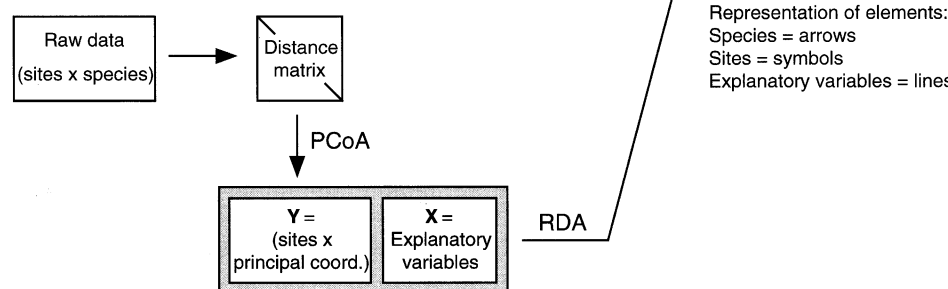 Raw data
(sites x species)
Distance
matrix
Representation of elements:
Species = arrows
Sites = symbols
Explanatory variables = lines
PCoA
Y =
(sites x
principal coord.)
X =
Explanatory
variables
RDA